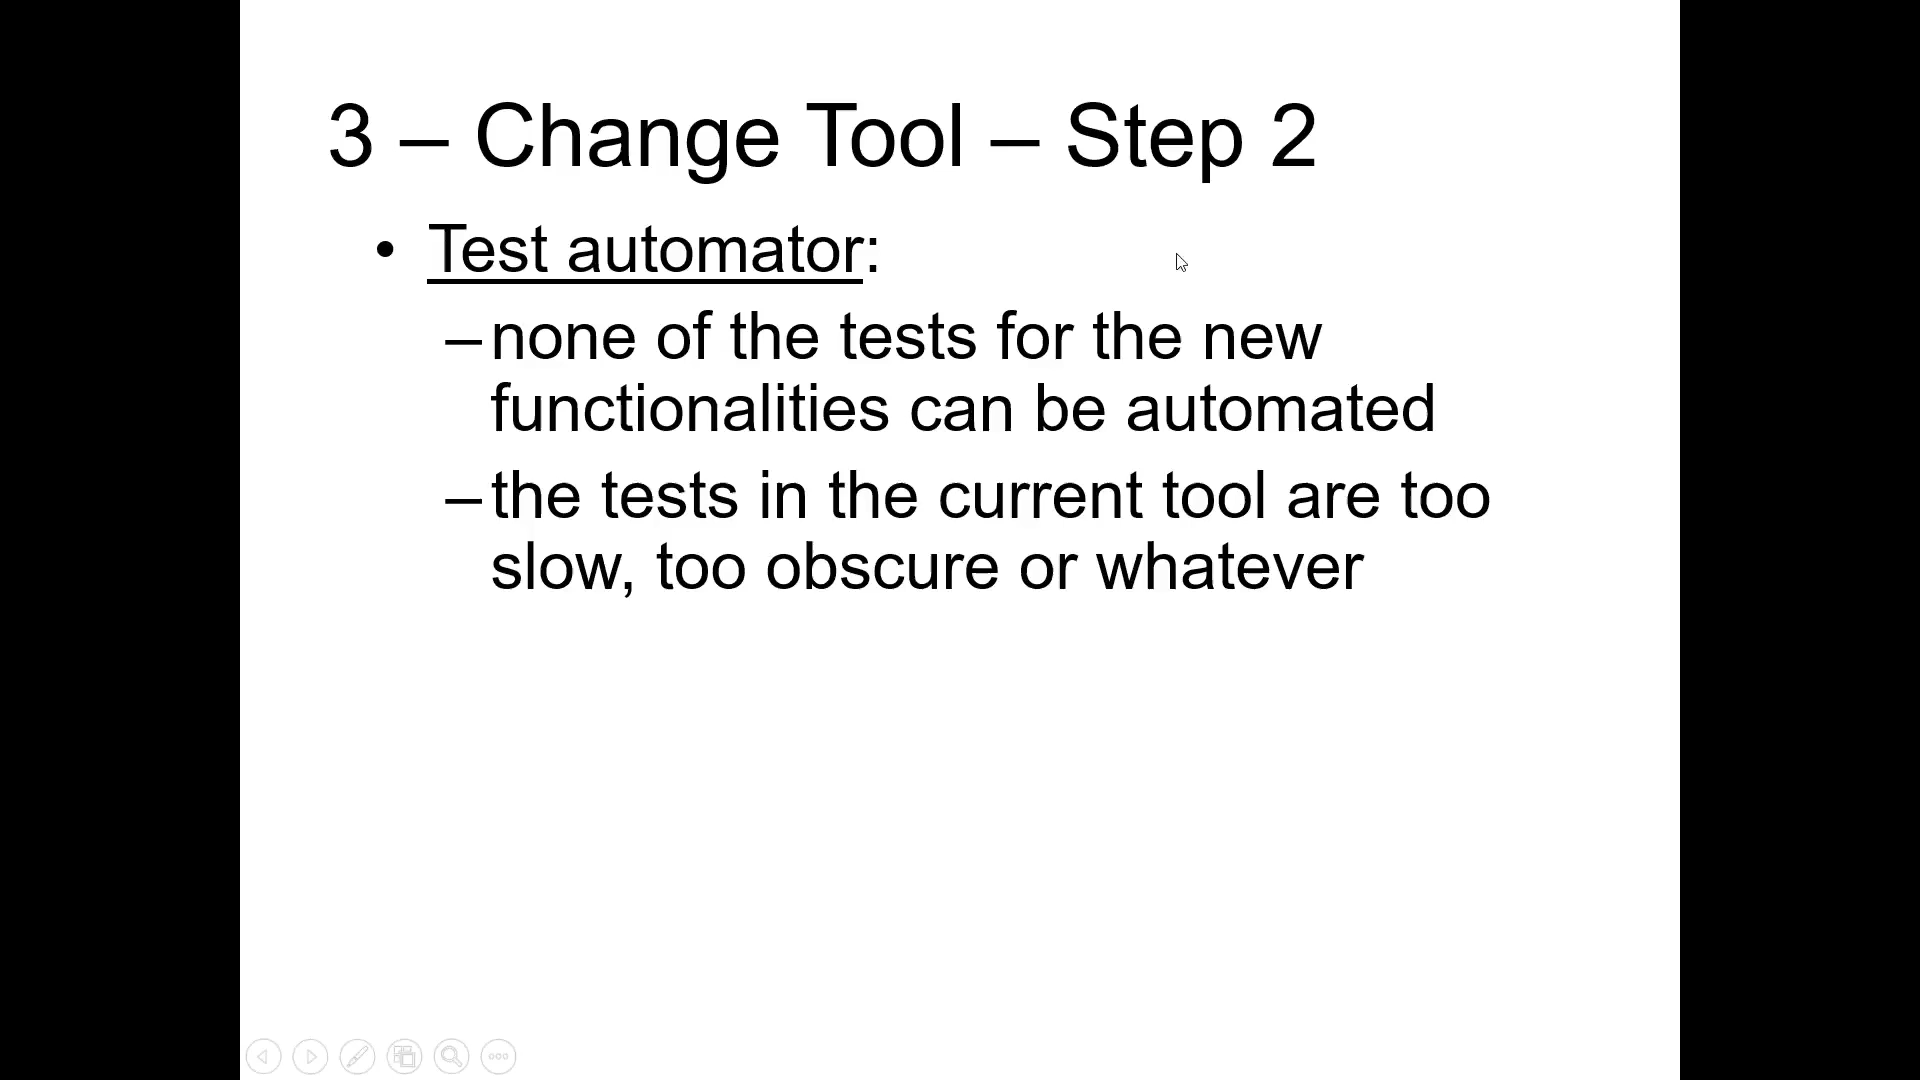 3 – Change Tool – Step 2
• Test automator:
– none of the tests for the new
functionalities can be automated
– the tests in the current tool are too
slow, too obscure or whatever